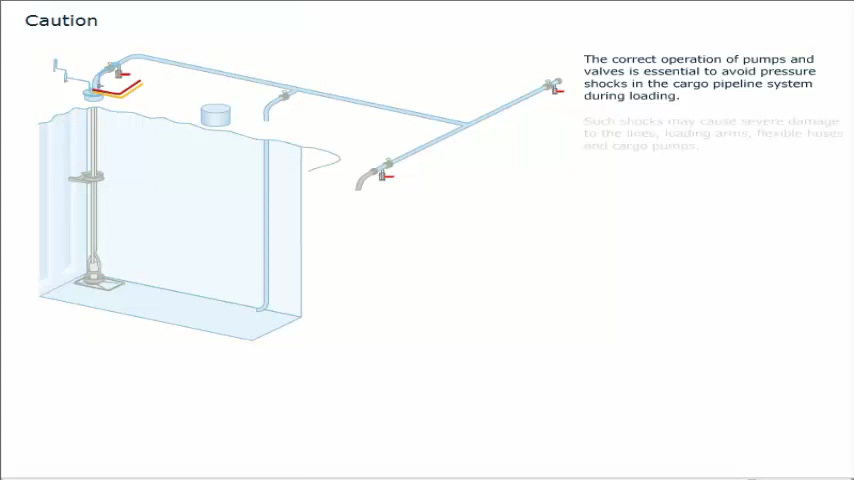 Caution
The correct operation of pumps and
valves is essential to avoid pressure
shocks in the cargo pipeline system
during loading.
Such shocks may cause severe damage
to the lines, loading arms, flexible hoses
and cargo pumps.